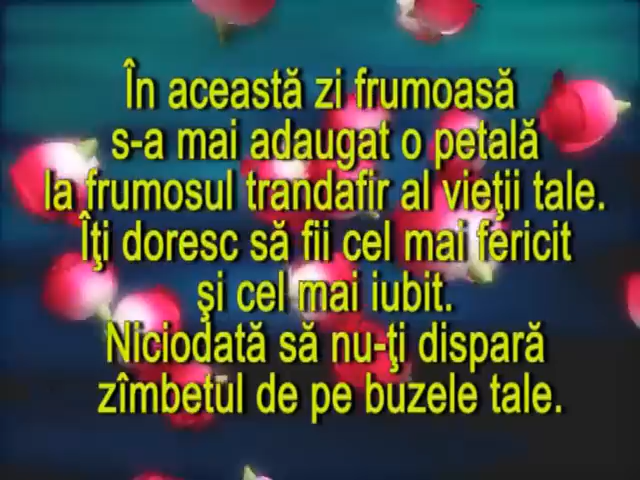 În această zi frumoasă
s-a mai adaugat o petală
la frumosul trandafir al vieţii tale.
Îţi doresc să fii cel mai fericit
şi cel mai iubit.
Niciodată să nu-ţi dispară
zîmbetul de pe buzele tale.